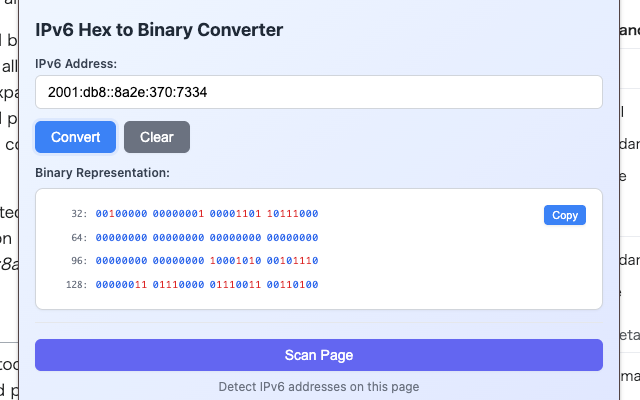 IPv6 Hex to Binary Converter
IPv6 Address:
2001:db8::8a2e:370:7334
Convert Clear
Binary Representation:
32: 00100000 00000001 00001101 10111000
Copy
64: 00000000 00000000 00000000 00000000
96: 00000000 00000000 10001010 00101110
128: 00000011 01110000 01110011 00110100
Scan Page
Detect IPv6 addresses on this page